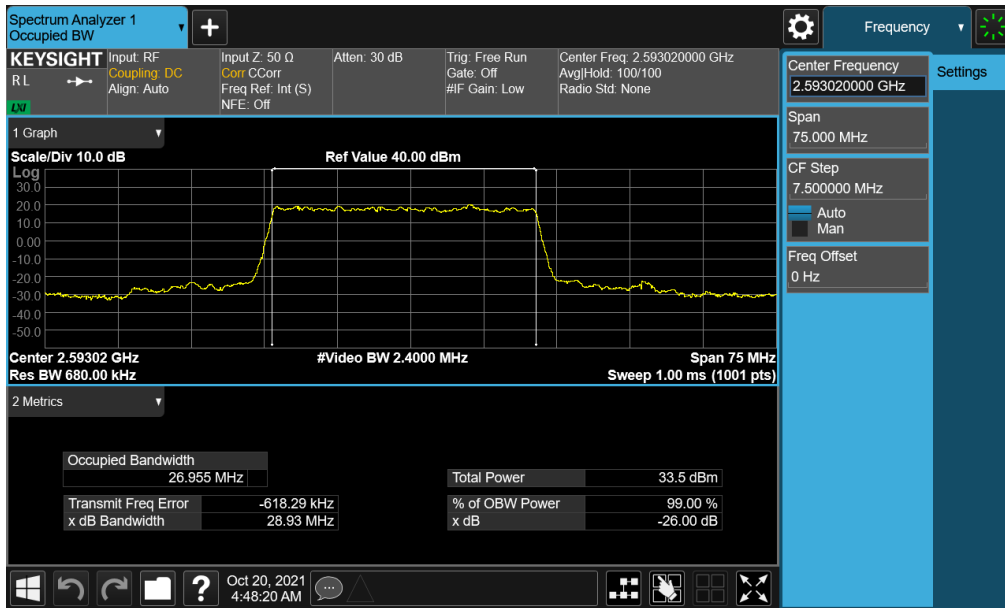 Spectrum Analyzer 1
Occupied BW
Frequency
KEYSIGHT
R L
LXI
Input: RF
Coupling: DC
Align: Auto
Input Z: 50 Ω
Corr CCorr
Freq Ref: Int (S)
NFE: Off
Atten: 30 dB
Trig: Free Run
Gate: Off
#IF Gain: Low
Center Freq: 2.593020000 GHz
Avg|Hold: 100/100
Radio Std: None
Center Frequency
2.593020000 GHz
Settings
Span
75.000 MHz
CF Step
7.500000 MHz
Auto
Man
Freq Offset
0 Hz
1 Graph
Scale/Div 10.0 dB
Ref Value 40.00 dBm
Log
30.0
20.0
10.0
0.00
-10.0
-20.0
-30.0
-40.0
-50.0
Center 2.59302 GHz
#Video BW 2.4000 MHz
Span 75 MHz
Res BW 680.00 kHz
Sweep 1.00 ms (1001 pts)
2 Metrics
Occupied Bandwidth
26.955 MHz
Total Power 33.5 dBm
Transmit Freq Error -618.29 kHz
% of OBW Power 99.00 %
x dB Bandwidth 28.93 MHz
x dB -26.00 dB
?
Oct 20, 2021
4:48:20 AM